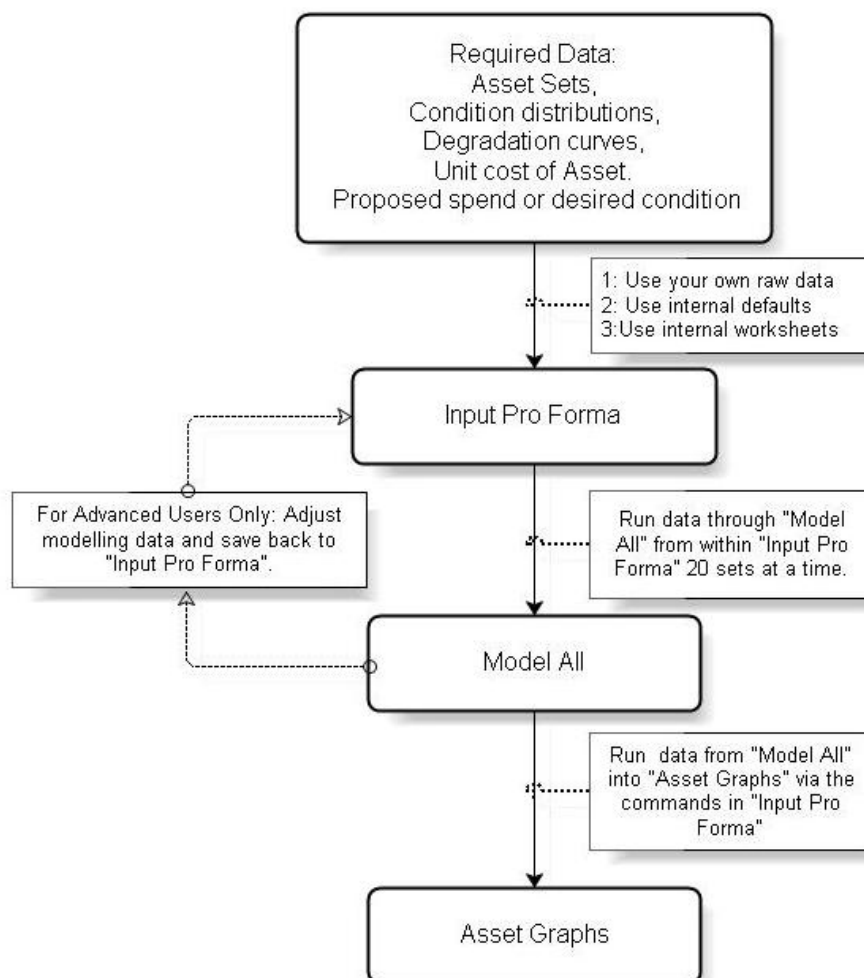 Required Data:
Asset Sets,
Condition distributions,
Degradation curves,
Unit cost of Asset.
Proposed spend or desired condition
1: Use your own raw data
2: Use internal defaults
3:Use internal worksheets
Input Pro Forma
For Advanced Users Only: Adjust
modelling data and save back to
"Input Pro Forma".
Run data through "Model
All" from within "Input Pro
Forma" 20 sets at a time.
Model All
Run data from "Model All"
into "Asset Graphs" via the
commands in "Input Pro
Forma"
Asset Graphs